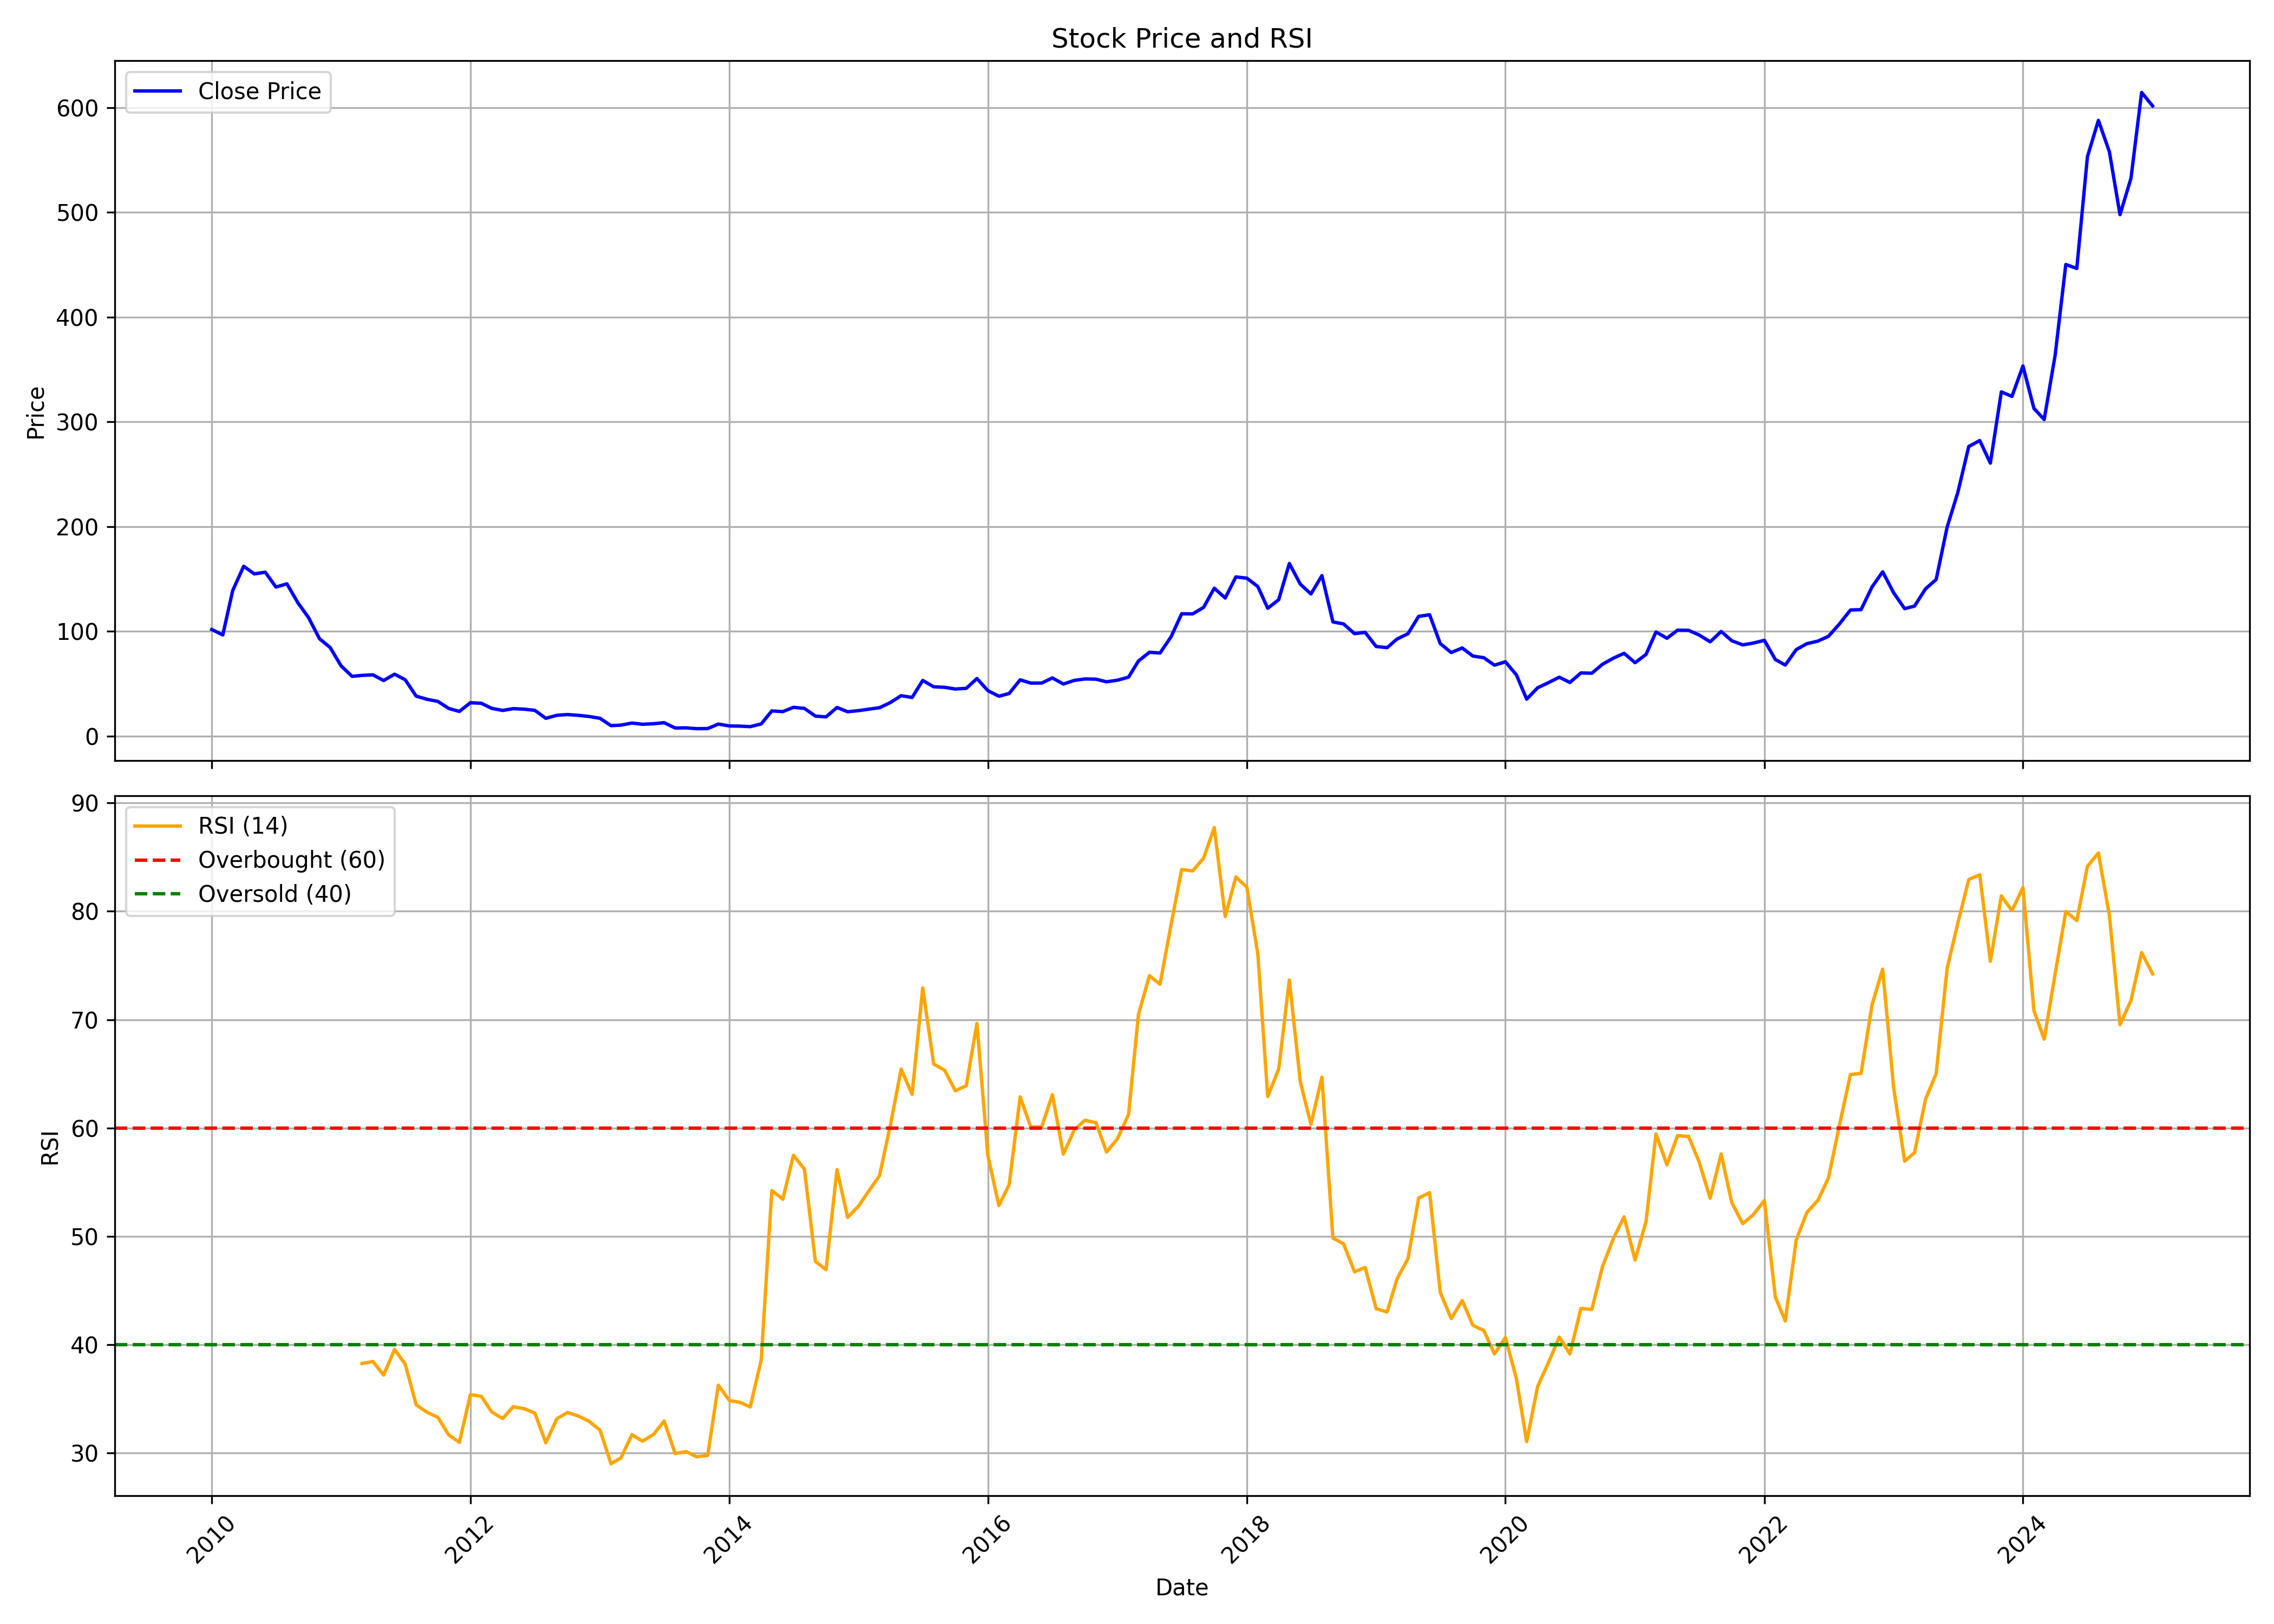 Stock Price and RSI
Close Price
600
500
400
300
200
100
0
Price
RSI (14)
Overbought (60)
Oversold (40)
90
80
70
60
50
40
30
RSI
2010
2012
2014
2016
2018
2020
2022
2024
Date